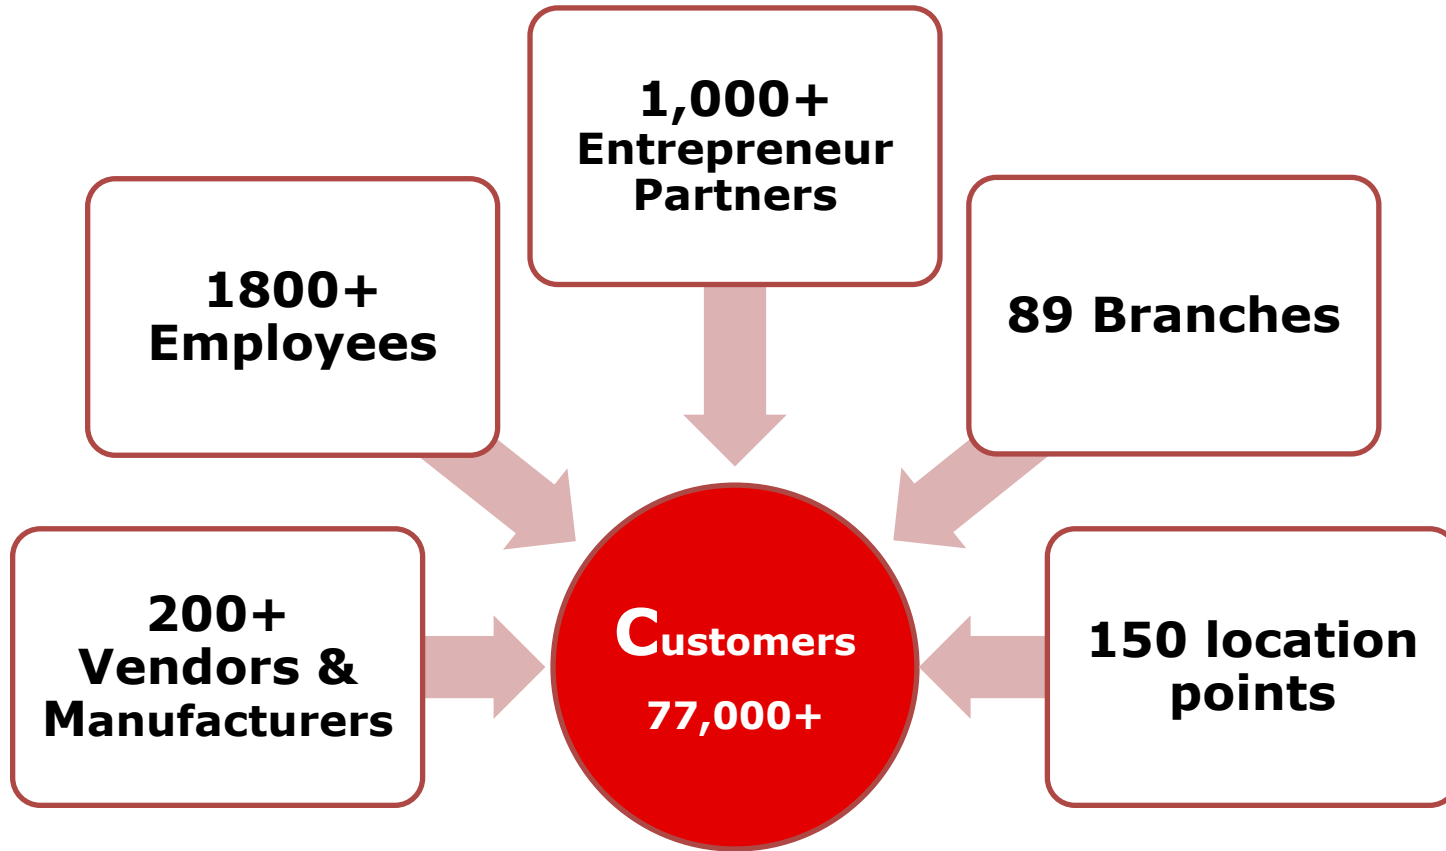 1,000+
Entrepreneur
Partners
1800+
Employees
89 Branches
200+
Vendors &
Manufacturers
Customers
77,000+
150 location
points